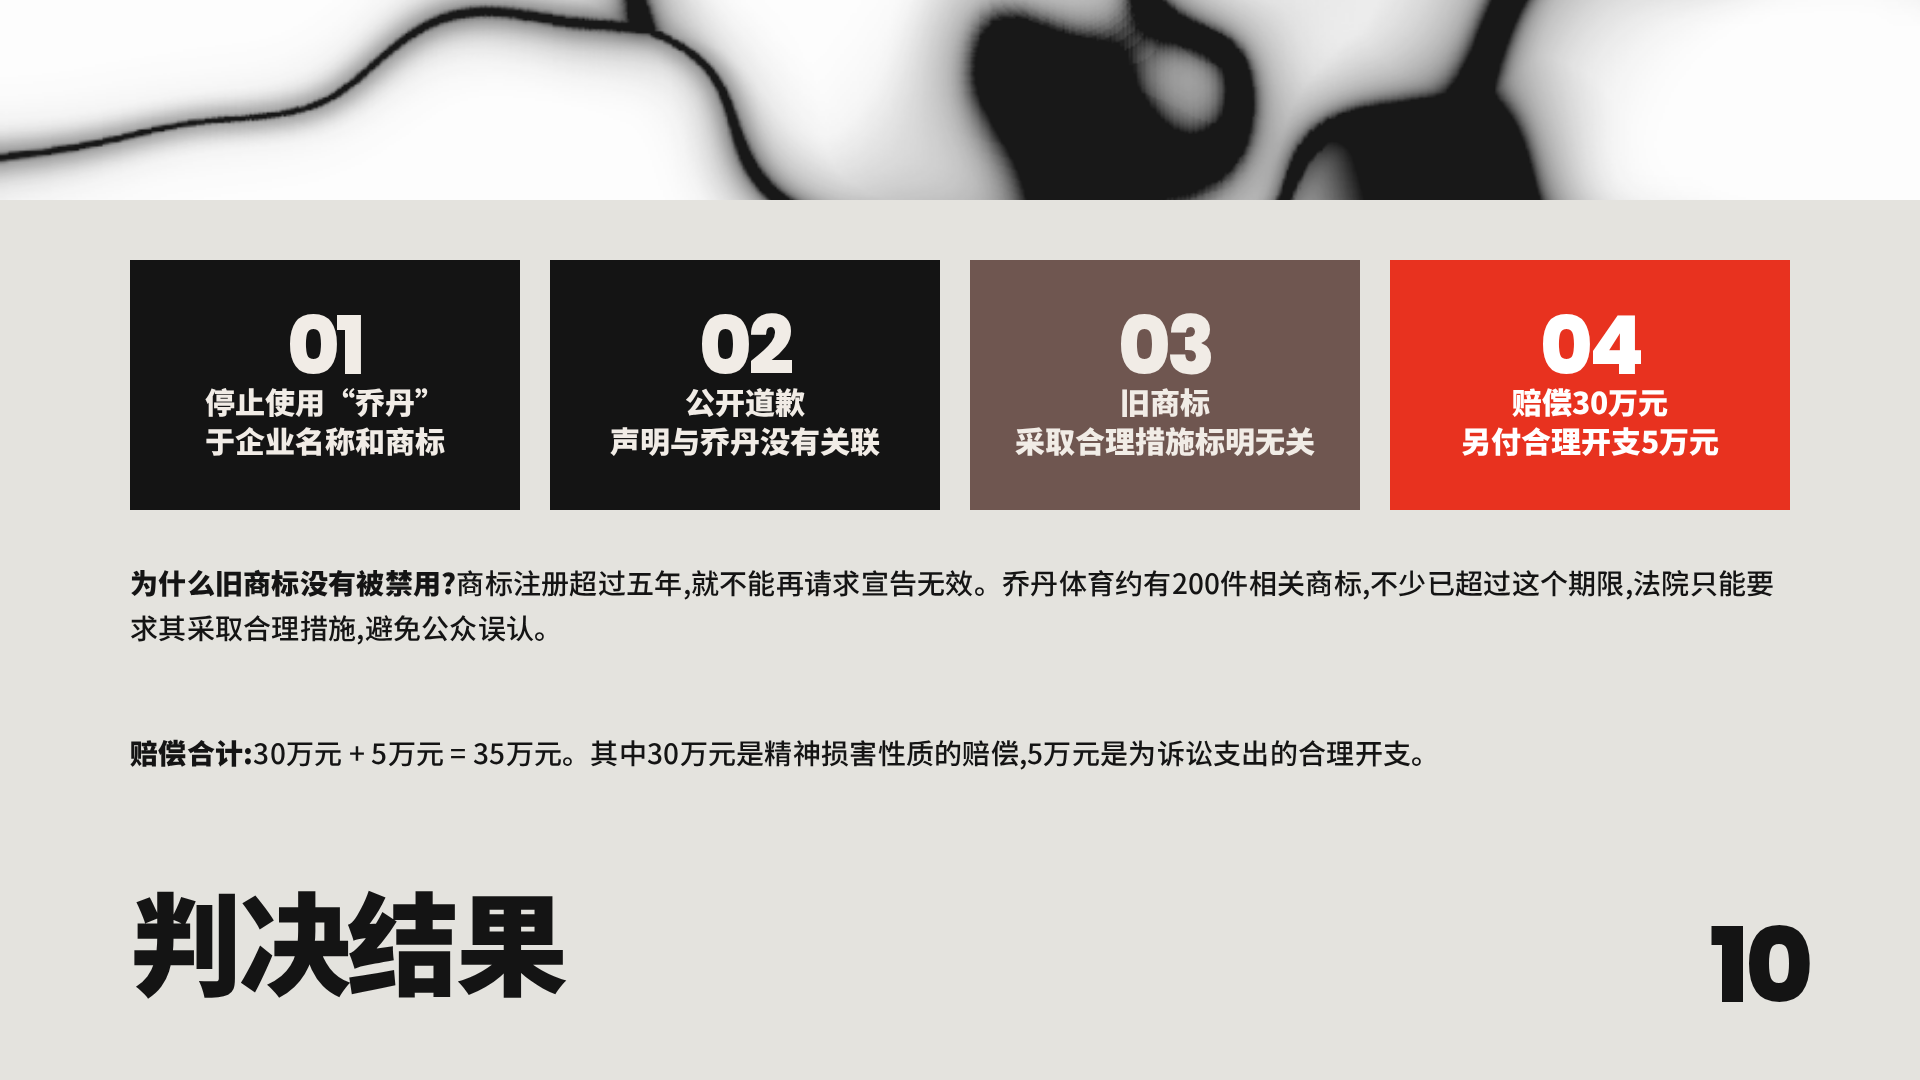 01
停止使用“乔丹”
于企业名称和商标
02
公开道歉
声明与乔丹没有关联
03
旧商标
采取合理措施标明无关
04
赔偿30万元
另付合理开支5万元
为什么旧商标没有被禁用?商标注册超过五年,就不能再请求宣告无效。乔丹体育约有200件相关商标,不少已超过这个期限,法院只能要
求其采取合理措施,避免公众误认。
赔偿合计:30万元 + 5万元 = 35万元。其中30万元是精神损害性质的赔偿,5万元是为诉讼支出的合理开支。
判决结果
10